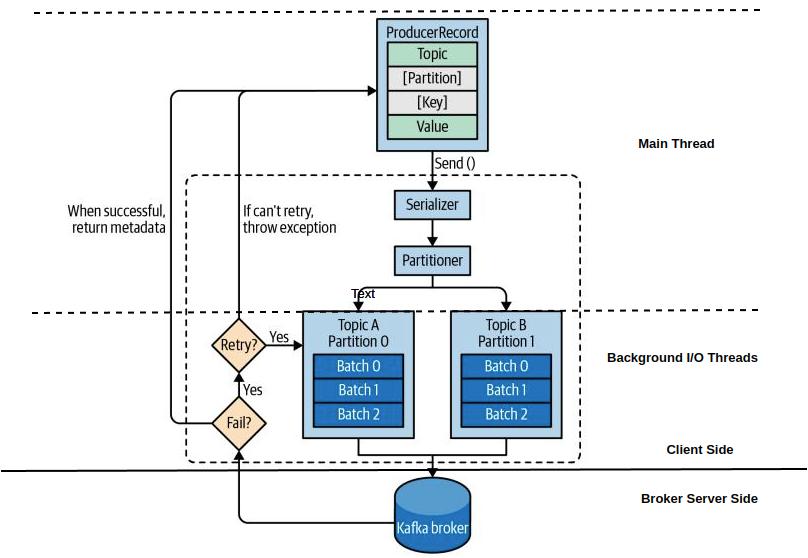 ProducerRecord
Topic
[Partition]
[Key]
Value
Main Thread
Send ()
Serializer
When successful,
return metadata
If can't retry,
throw exception
Partitioner
Text
Topic A
Partition 0
Batch 0
Batch 1
Batch 2
Topic B
Partition 1
Batch 0
Batch 1
Batch 2
Retry?
Yes
Background I/O Threads
Yes
Fail?
Client Side
Broker Server Side
Kafka broker